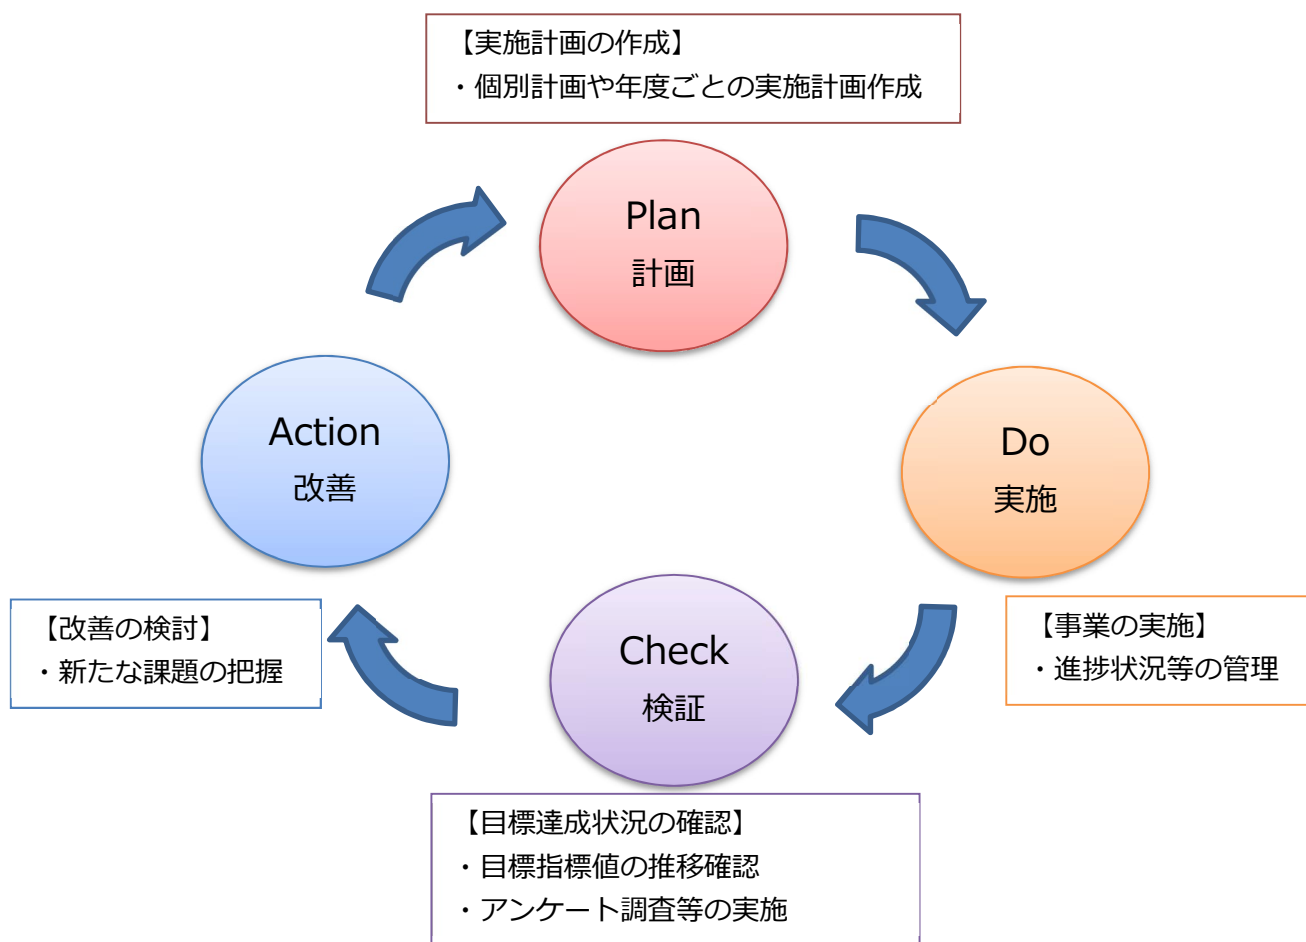 【実施計画の作成】
・個別計画や年度ごとの実施計画作成
Plan
計画
Do
実施
【事業の実施】
・進捗状況等の管理
Check
検証
【目標達成状況の確認】
・目標指標値の推移確認
・アンケート調査等の実施
Action
改善
【改善の検討】
・新たな課題の把握